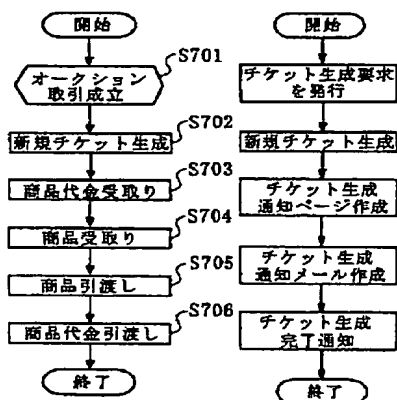 開始
オークション
取引成立
S701
新規チケット生成
S702
商品代金受取り
S703
商品受取り
S704
商品引渡し
S705
商品代金引渡し
S706
終了
開始
チケット生成要求
を発行
新規チケット生成
チケット生成
通知ページ作成
チケット生成
通知メール作成
チケット生成
完了通知
終了